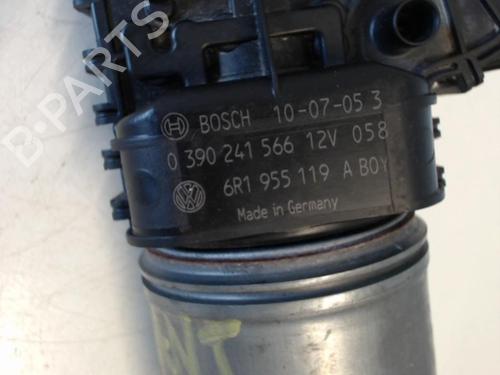 BOSCH 10-07-05 3
0 390 241 566 12V 058
6R1 955 119 A BOY
Made in Germany
B-PARTS